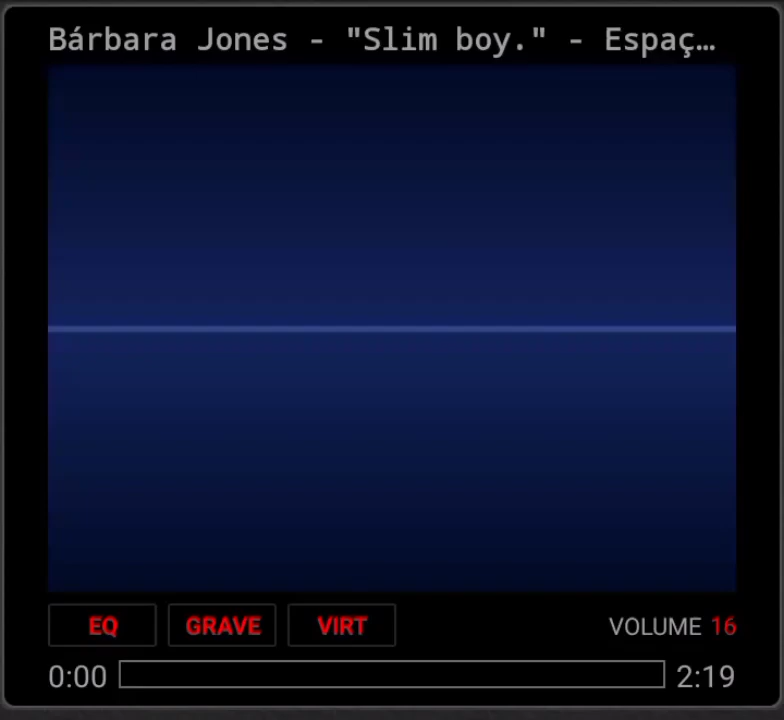 Bárbara Jones - "Slim boy." - Espaç…
EQ GRAVE VIRT VOLUME 16
0:00 2:19